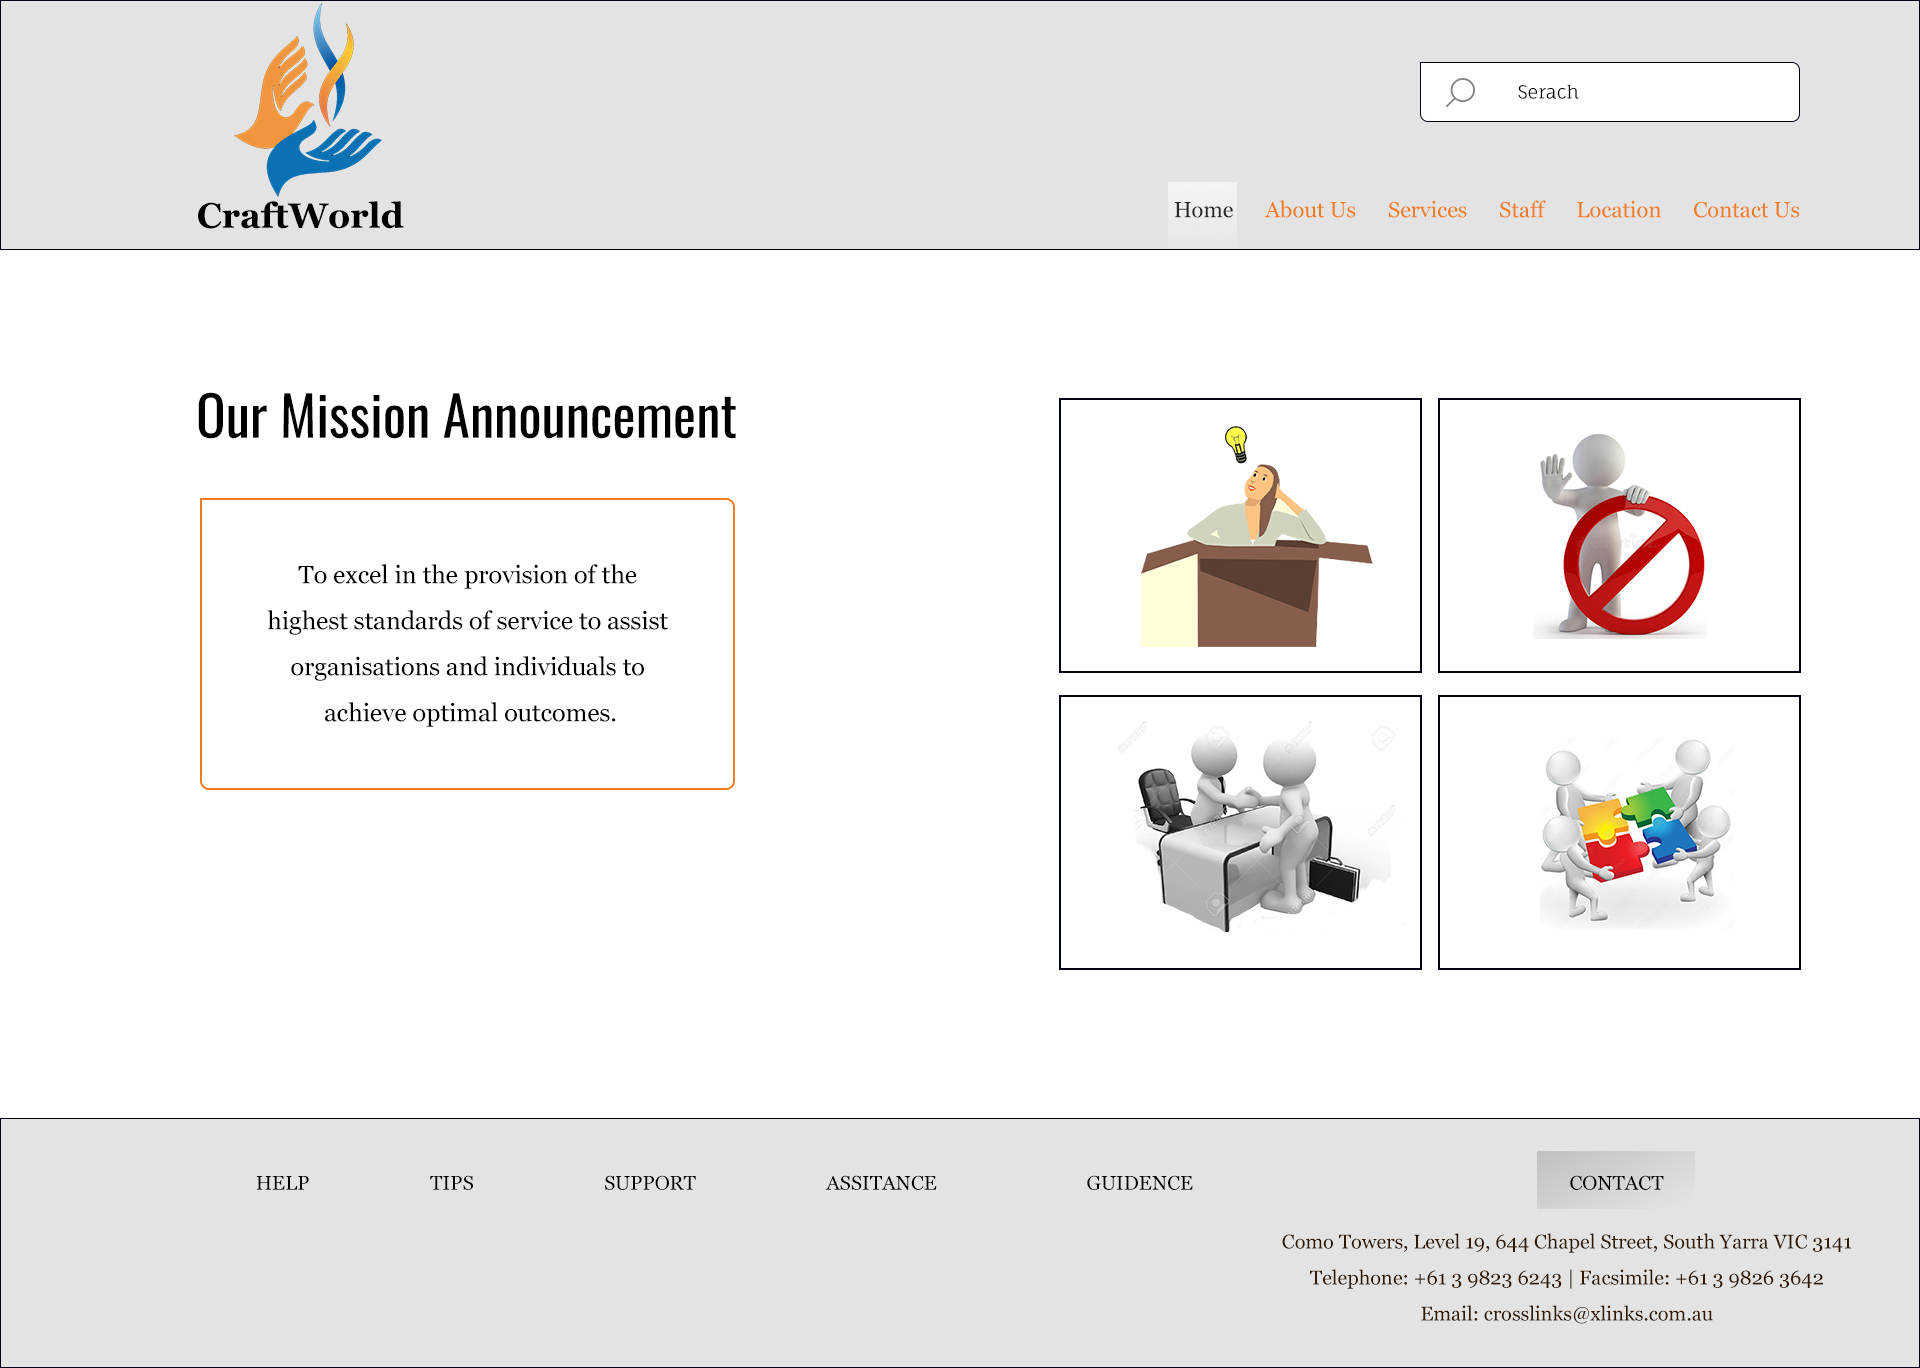 Serach
CraftWorld
Home About Us Services Staff Location Contact Us
Our Mission Announcement
To excel in the provision of the
highest standards of service to assist
organisations and individuals to
achieve optimal outcomes.
HELP TIPS SUPPORT ASSITANCE GUIDENCE CONTACT
Como Towers, Level 19, 644 Chapel Street, South Yarra VIC 3141
Telephone: +61 3 9823 6243 | Facsimile: +61 3 9826 3642
Email: crosslinks@xlinks.com.au